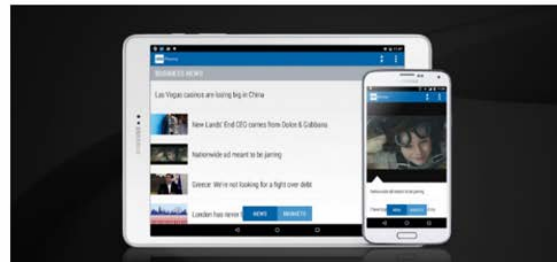 BUSINESS NEWS
Las Vegas casinos are losing big in China
New Lands' End CEO comes from Dolce & Gabbana
Nationwide ad meant to be jarring
Greece: We're not looking for a fight over debt
London has never
NEWS
MARKETS
Nationwide ad meant to be jarring